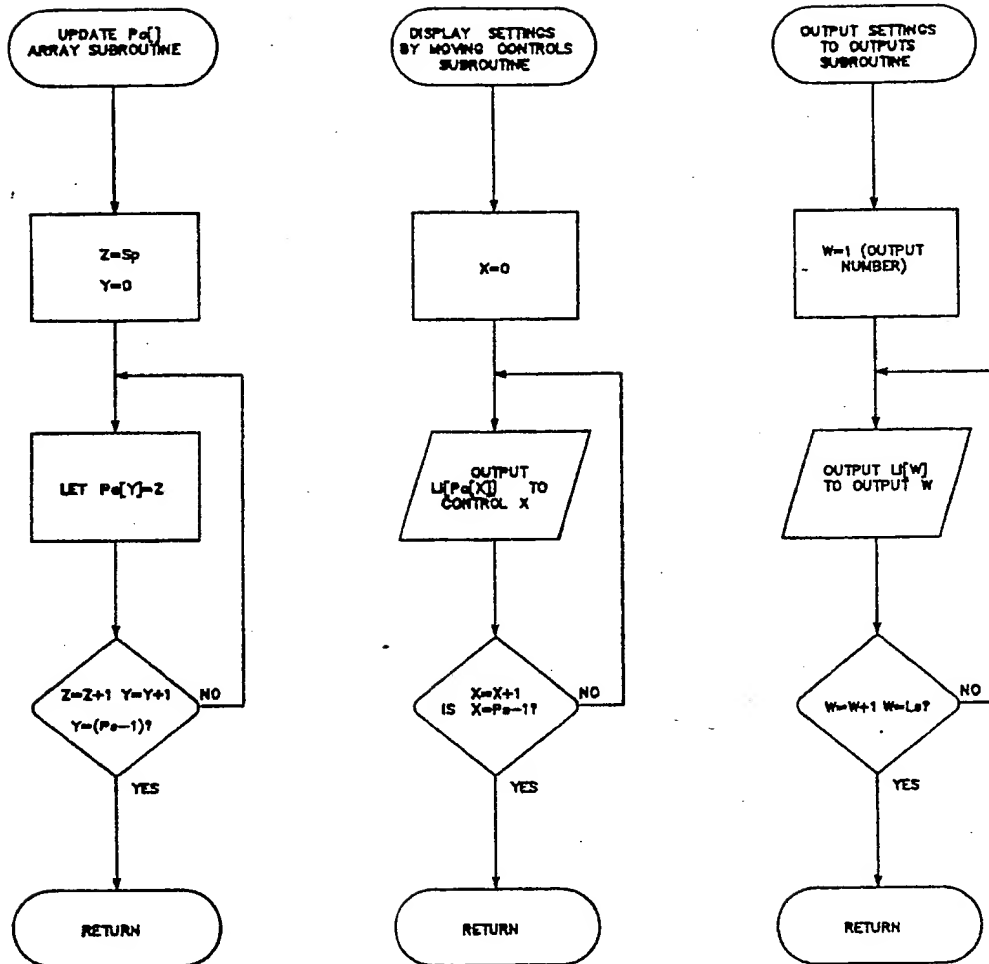 UPDATE Pa[]
ARRAY SUBROUTINE
Z=Sp
Y=0
LET Pa[Y]=Z
Z=Z+1 Y=Y+1
Y=(Pa-1)?
NO
YES
RETURN
DISPLAY SETTINGS
BY MOVING CONTROLS
SUBROUTINE
X=0
OUTPUT
LI[Pa[X]] TO
CONTROL X
X=X+1
IS X=Pa-1?
NO
YES
RETURN
OUTPUT SETTINGS
TO OUTPUTS
SUBROUTINE
W=1 (OUTPUT
NUMBER)
OUTPUT LI[W]
TO OUTPUT W
W=W+1 W=La?
NO
YES
RETURN